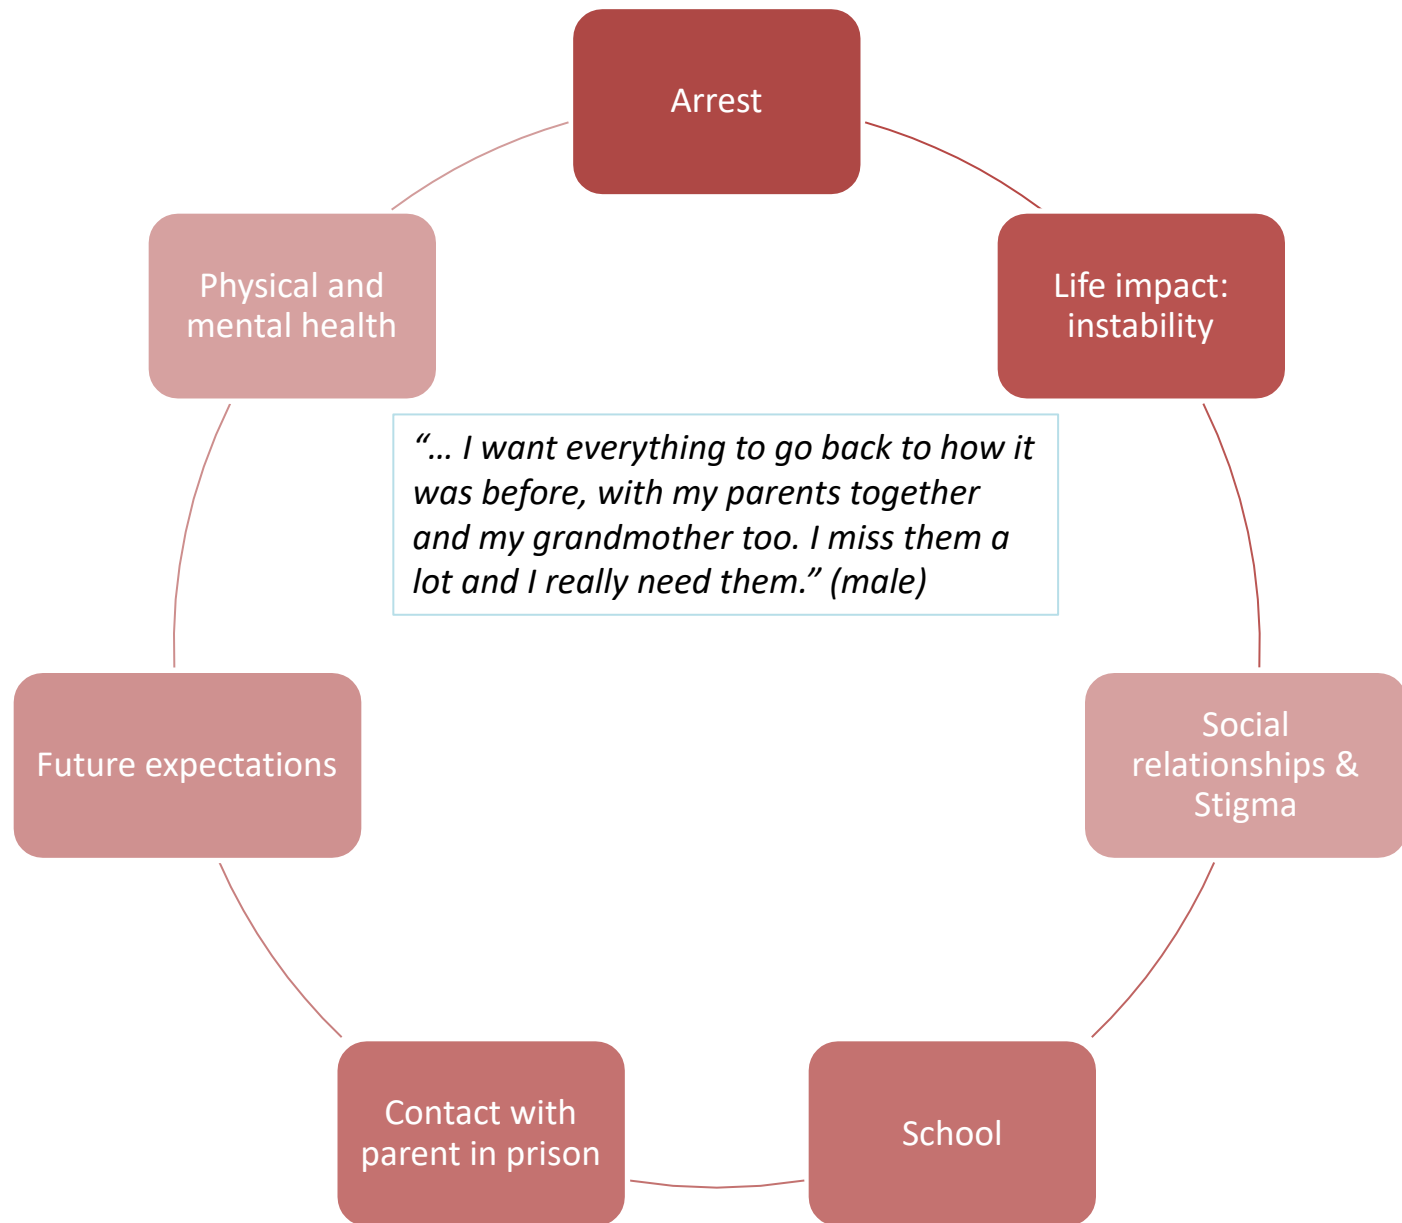 Arrest
Life impact:
instability
Social
relationships &
Stigma
School
Contact with
parent in prison
Future expectations
Physical and
mental health
“… I want everything to go back to how it
was before, with my parents together
and my grandmother too. I miss them a
lot and I really need them.” (male)